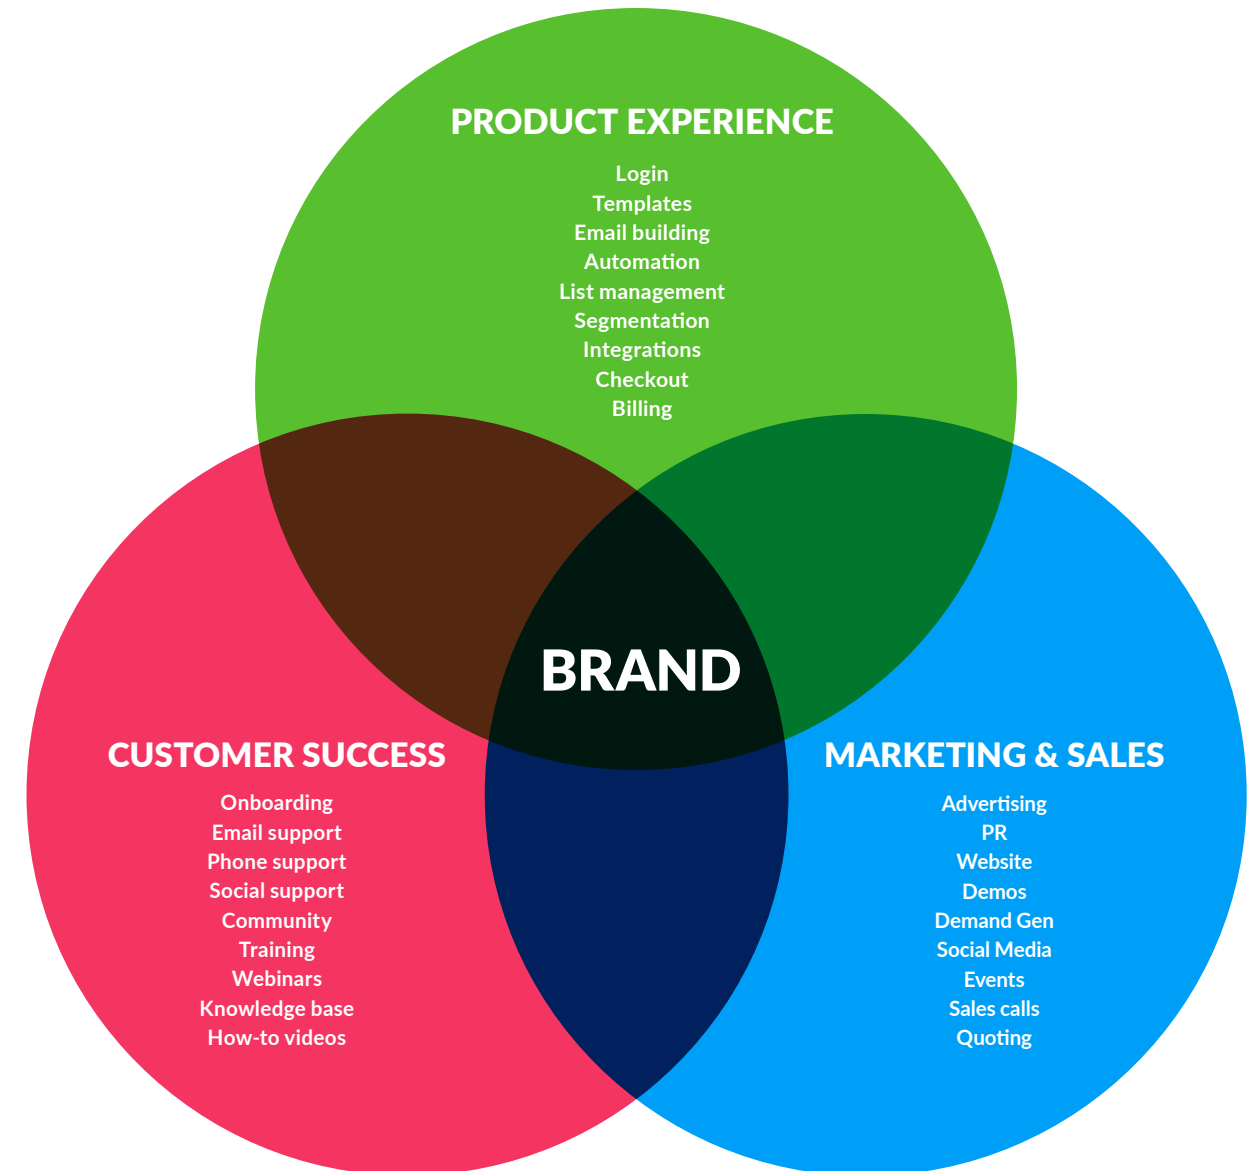 PRODUCT EXPERIENCE
Login
Templates
Email building
Automation
List management
Segmentation
Integrations
Checkout
Billing
BRAND
CUSTOMER SUCCESS
Onboarding
Email support
Phone support
Social support
Community
Training
Webinars
Knowledge base
How-to videos
MARKETING & SALES
Advertising
PR
Website
Demos
Demand Gen
Social Media
Events
Sales calls
Quoting